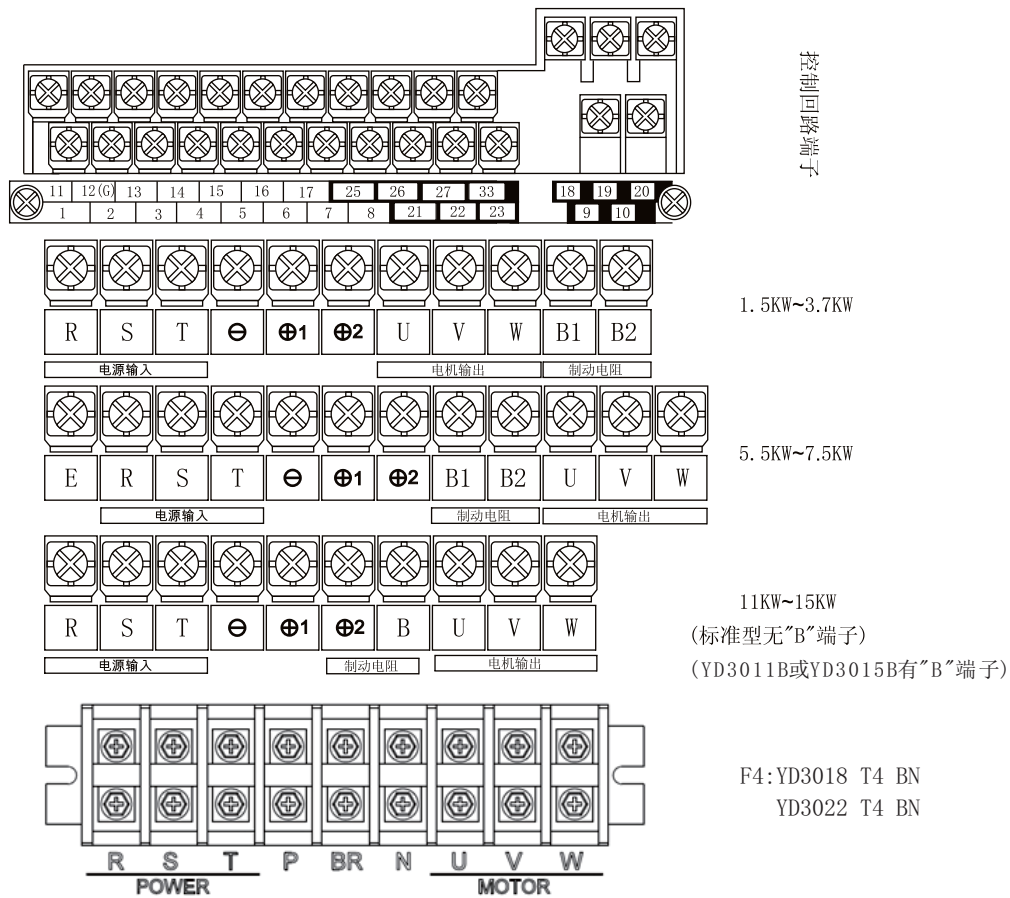 控制回路端子
11 12(G) 13 14 15 16 17 25 26 27 33 18 19 20
1 2 3 4 5 6 7 8 21 22 23 9 10
R S T ⊖ ⊕1 ⊕2 U V W B1 B2
1.5KW~3.7KW
电源输入 电机输出 制动电阻
E R S T ⊖ ⊕1 ⊕2 B1 B2 U V W
5.5KW~7.5KW
电源输入 制动电阻 电机输出
R S T ⊖ ⊕1 ⊕2 B U V W
电源输入 制动电阻 电机输出
11KW~15KW
(标准型无"B"端子)
(YD3011B或YD3015B有"B"端子)
F4:YD3018 T4 BN
YD3022 T4 BN
R S T P BR N U V W
POWER MOTOR